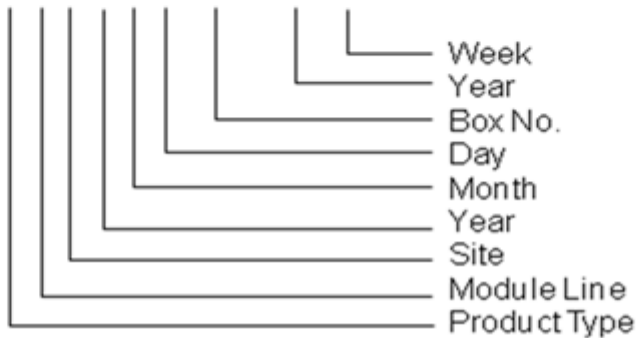 Week
Year
Box No.
Day
Month
Year
Site
Module Line
Product Type